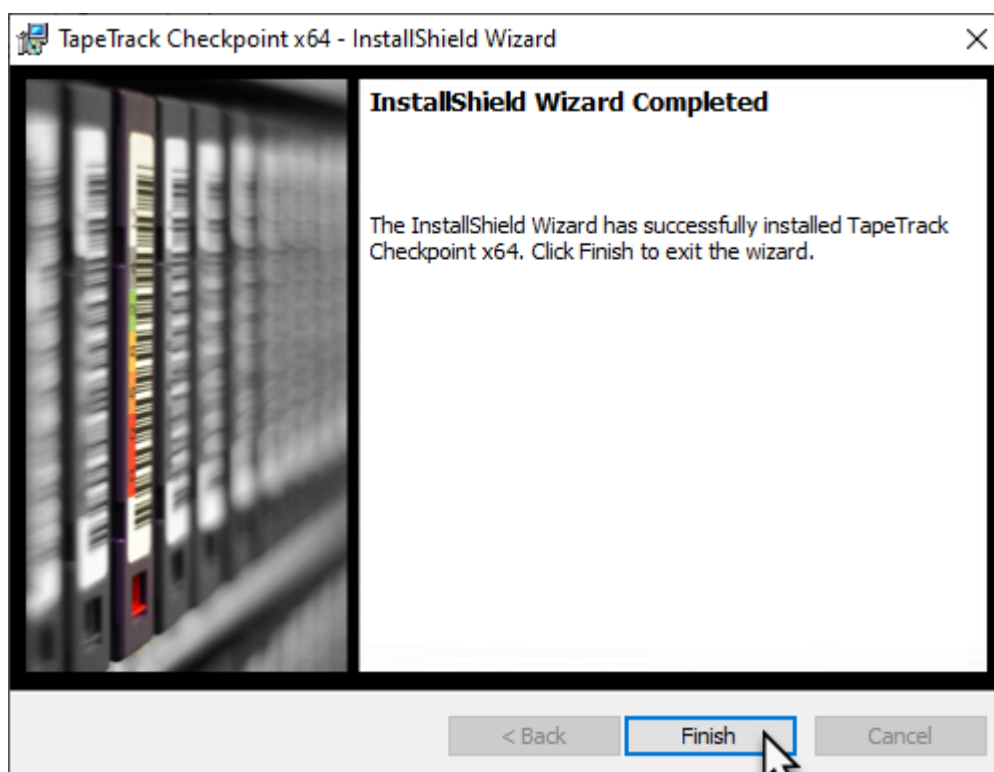 TapeTrack Checkpoint x64 - InstallShield Wizard
InstallShield Wizard Completed
The InstallShield Wizard has successfully installed TapeTrack
Checkpoint x64. Click Finish to exit the wizard.
< Back
Finish
Cancel